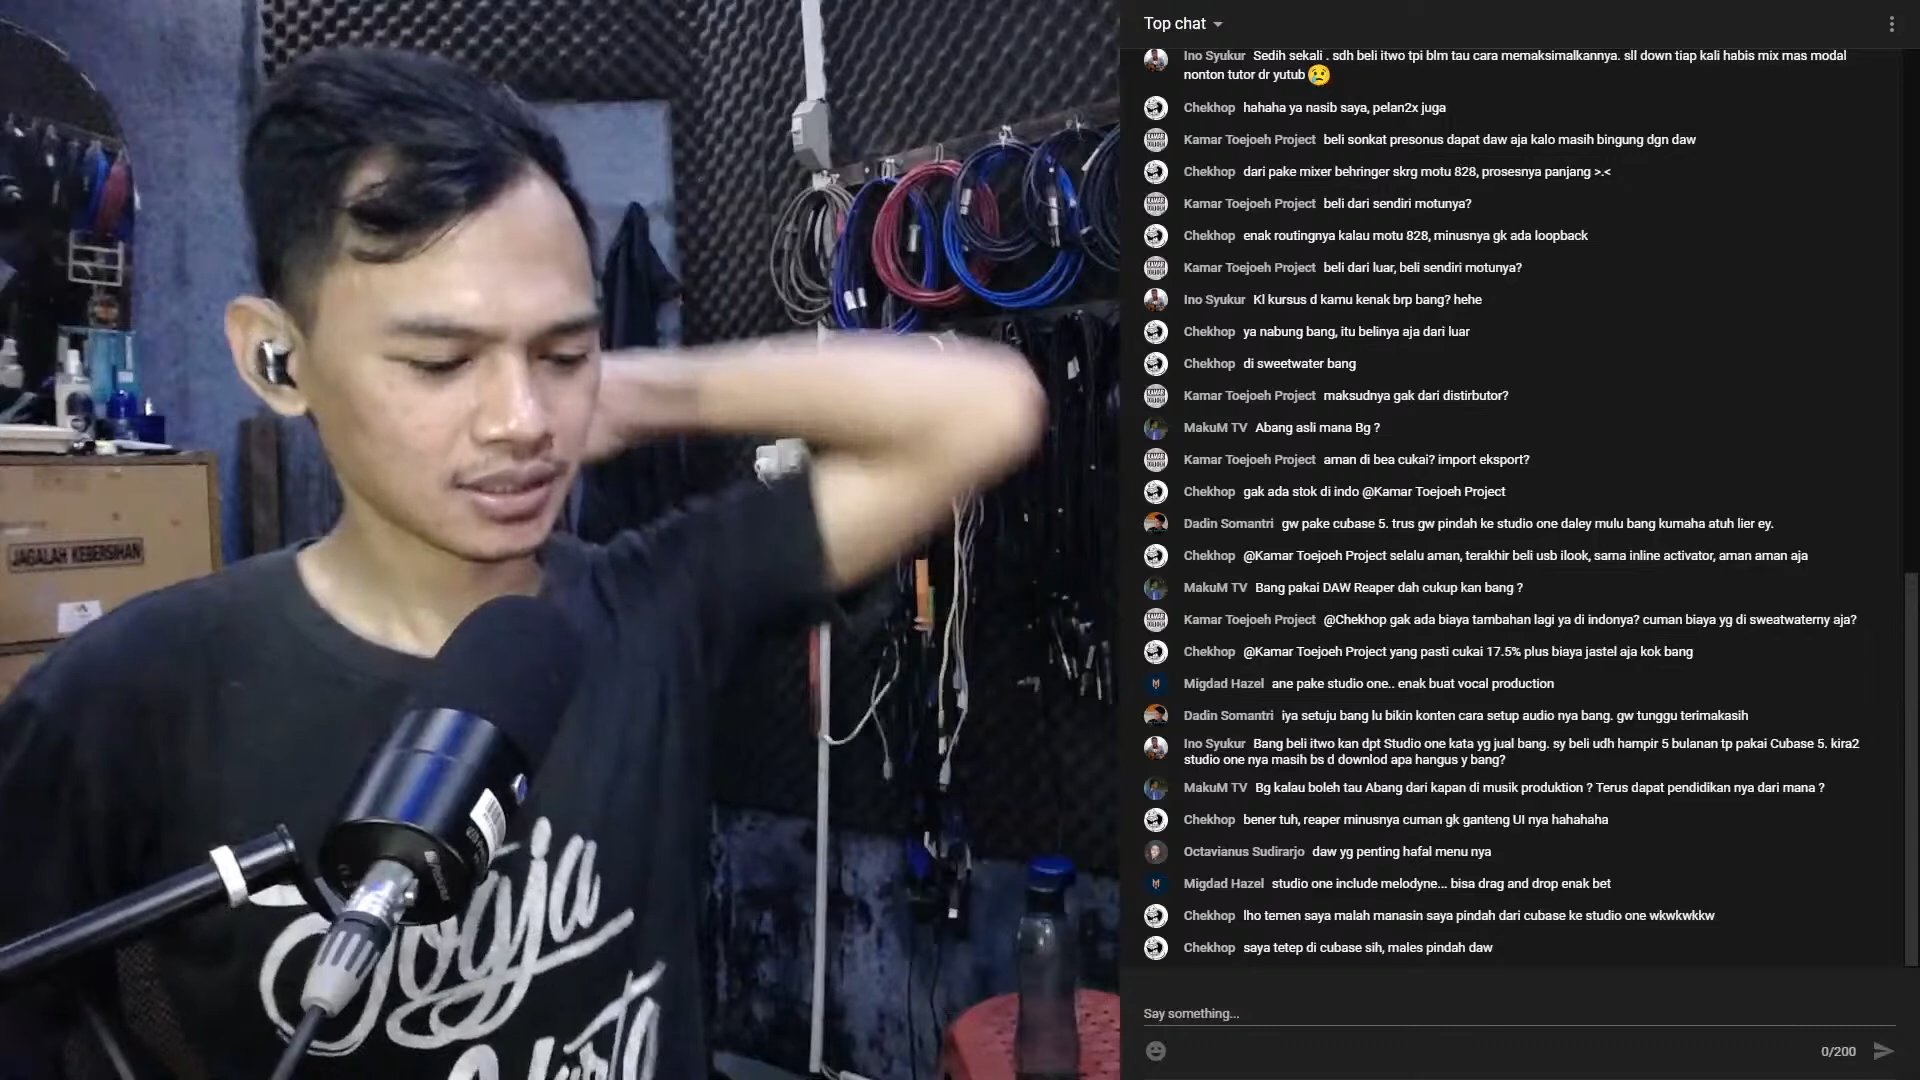 Top chat
Ino Syukur Sedih sekali . sdh beli itwo tpi blm tau cara memaksimalkannya. sll down tiap kali habis mix mas modal
nonton tutor dr yutub 😢
Chekhop hahaha ya nasib saya, pelan2x juga
Kamar Toejoeh Project beli sonkat presonus dapat daw aja kalo masih bingung dgn daw
Chekhop dari pake mixer behringer skrg motu 828, prosesnya panjang >.<
Kamar Toejoeh Project beli dari sendiri motunya?
Chekhop enak routingnya kalau motu 828, minusnya gk ada loopback
Kamar Toejoeh Project beli dari luar, beli sendiri motunya?
Ino Syukur Kl kursus d kamu kenak brp bang? hehe
Chekhop ya nabung bang, itu belinya aja dari luar
Chekhop di sweetwater bang
Kamar Toejoeh Project maksudnya gak dari distirbutor?
MakuM TV Abang asli mana Bg ?
Kamar Toejoeh Project aman di bea cukai? import eksport?
Chekhop gak ada stok di indo @Kamar Toejoeh Project
Dadin Somantri gw pake cubase 5. trus gw pindah ke studio one daley mulu bang kumaha atuh lier ey.
Chekhop @Kamar Toejoeh Project selalu aman, terakhir beli usb ilook, sama inline activator, aman aman aja
MakuM TV Bang pakai DAW Reaper dah cukup kan bang ?
Kamar Toejoeh Project @Chekhop gak ada biaya tambahan lagi ya di indonya? cuman biaya yg di sweatwaterny aja?
Chekhop @Kamar Toejoeh Project yang pasti cukai 17.5% plus biaya jastel aja kok bang
Migdad Hazel ane pake studio one.. enak buat vocal production
Dadin Somantri iya setuju bang lu bikin konten cara setup audio nya bang. gw tunggu terimakasih
Ino Syukur Bang beli itwo kan dpt Studio one kata yg jual bang. sy beli udh hampir 5 bulanan tp pakai Cubase 5. kira2
studio one nya masih bs d downlod apa hangus y bang?
MakuM TV Bg kalau boleh tau Abang dari kapan di musik produktion ? Terus dapat pendidikan nya dari mana ?
Chekhop bener tuh, reaper minusnya cuman gk ganteng UI nya hahahaha
Octavianus Sudirarjo daw yg penting hafal menu nya
Migdad Hazel studio one include melodyne... bisa drag and drop enak bet
Chekhop lho temen saya malah manasin saya pindah dari cubase ke studio one wkwkwkkw
Chekhop saya tetep di cubase sih, males pindah daw
Say something...
0/200
JAGALAH KEBERSIHAN
Jogja